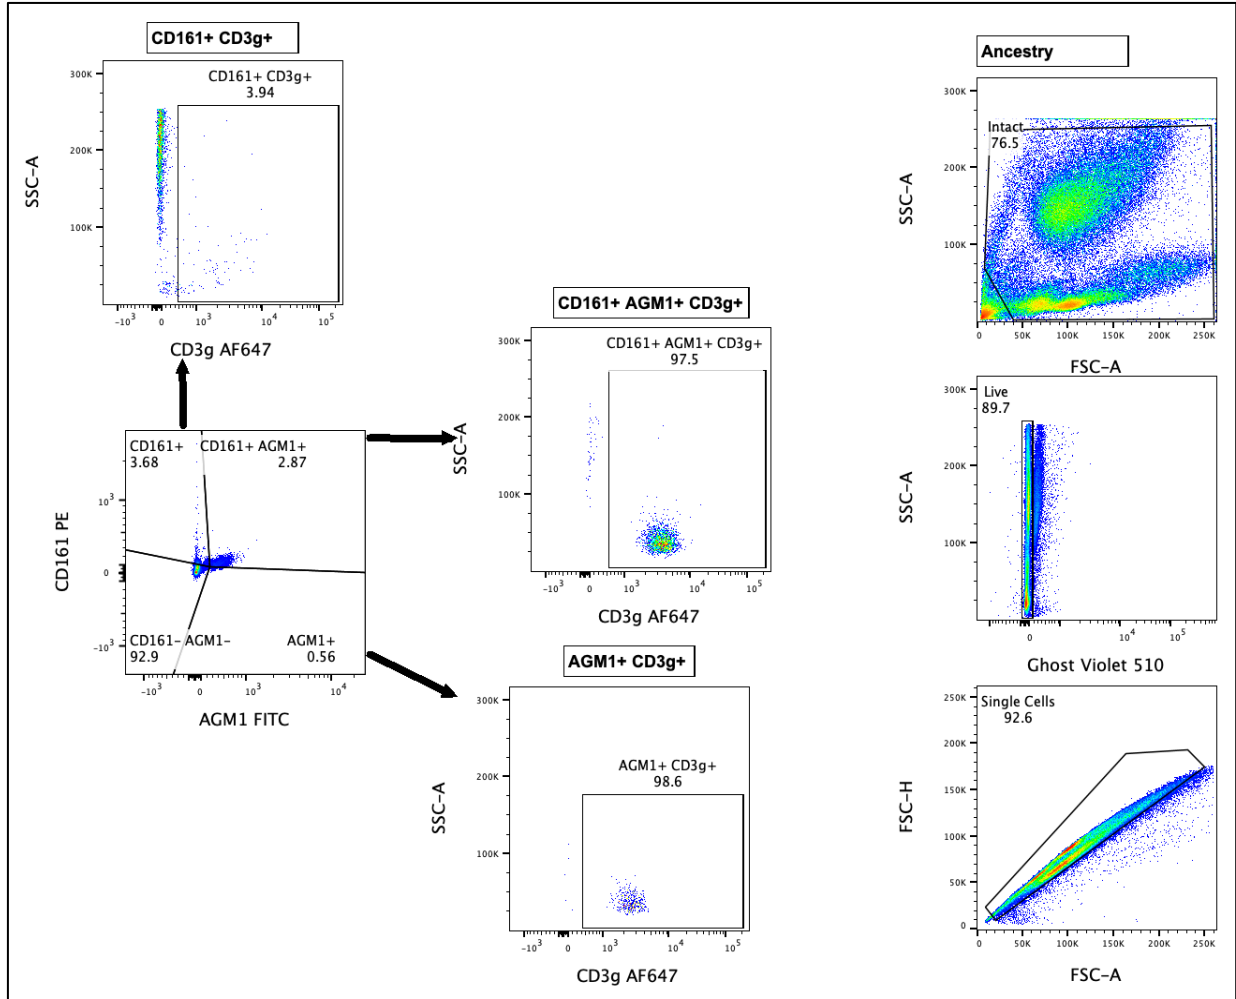 CD161+ CD3g+
CD161+ CD3g+
3.94
300K
200K
100K
SSC-A
-10³ 0 10³ 10⁴ 10⁵
CD3g AF647
CD161+ CD161+ AGM1+
3.68 2.87
10³
0
-10³
CD161 PE
CD161- AGM1- AGM1+
92.9 0.56
-10³ 0 10³ 10⁴
AGM1 FITC
CD161+ AGM1+ CD3g+
CD161+ AGM1+ CD3g+
97.5
300K
200K
100K
SSC-A
-10³ 10³ 10⁴ 10⁵
CD3g AF647
AGM1+ CD3g+
300K
200K
100K
SSC-A
AGM1+ CD3g+
98.6
-10³ 0 10³ 10⁴ 10⁵
CD3g AF647
Ancestry
300K
200K
100K
SSC-A
Intact
76.5
0 50K 100K 150K 200K 250K
FSC-A
Live
89.7
300K
200K
100K
SSC-A
0 10⁴ 10⁵
Ghost Violet 510
Single Cells
92.6
250K
200K
150K
100K
50K
0
FSC-H
0 50K 100K 150K 200K 250K
FSC-A